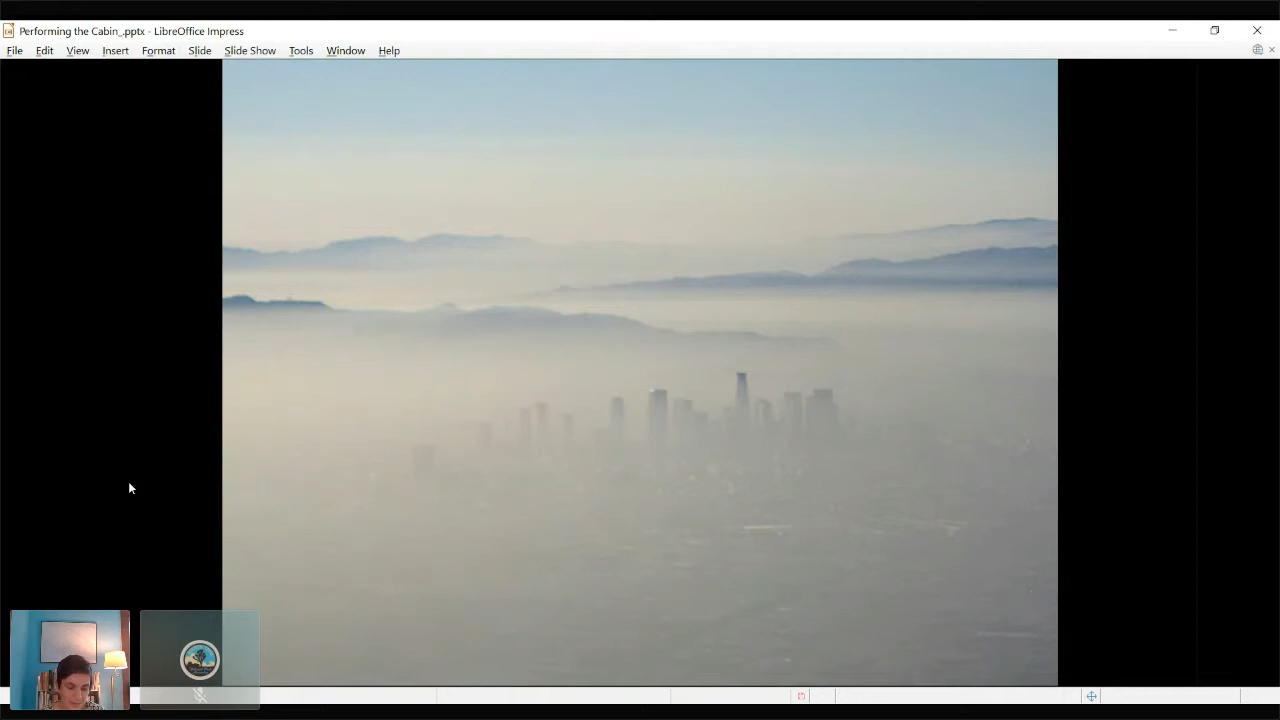 Performing the Cabin_.pptx - LibreOffice Impress
File Edit View Insert Format Slide Slide Show Tools Window Help